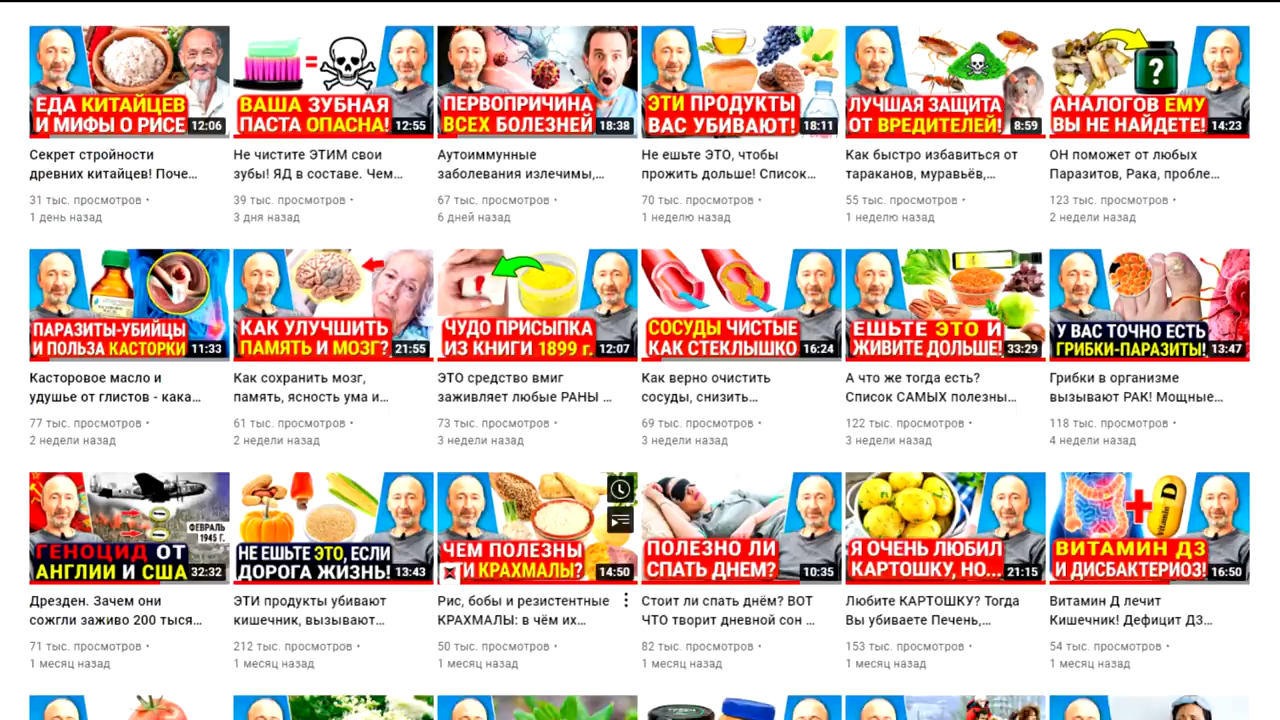 ЕДА КИТАЙЦЕВ
И МИФЫ О РИСЕ
12:06
Секрет стройности
древних китайцев! Поче...
31 тыс. просмотров •
1 день назад
ВАША ЗУБНАЯ
ПАСТА ОПАСНА!
12:55
Не чистите ЭТИМ свои
зубы! ЯД в составе. Чем...
39 тыс. просмотров •
3 дня назад
ПЕРВОПРИЧИНА
ВСЕХ БОЛЕЗНЕЙ
18:38
Аутоиммунные
заболевания излечимы,...
67 тыс. просмотров •
6 дней назад
ЭТИ ПРОДУКТЫ
ВАС УБИВАЮТ!
18:11
Не ешьте ЭТО, чтобы
прожить дольше! Список...
70 тыс. просмотров •
1 неделю назад
ЛУЧШАЯ ЗАЩИТА
ОТ ВРЕДИТЕЛЕЙ!
8:59
Как быстро избавиться от
тараканов, муравьёв,...
55 тыс. просмотров •
1 неделю назад
?
АНАЛОГОВ ЕМУ
ВЫ НЕ НАЙДЕТЕ!
14:23
ОН поможет от любых
Паразитов, Рака, пробле...
123 тыс. просмотров •
2 недели назад
ПАРАЗИТЫ-УБИЙЦЫ
И ПОЛЬЗА КАСТОРКИ
11:33
Касторовое масло и
удушье от глистов - кака...
77 тыс. просмотров •
2 недели назад
КАК УЛУЧШИТЬ
ПАМЯТЬ И МОЗГ?
21:55
Как сохранить мозг,
память, ясность ума и...
61 тыс. просмотров •
2 недели назад
ЧУДО ПРИСЫПКА
ИЗ КНИГИ 1899 г.
12:07
ЭТО средство вмиг
заживляет любые РАНЫ ...
73 тыс. просмотров •
3 недели назад
СОСУДЫ ЧИСТЫЕ
КАК СТЕКЛЫШКО
16:24
Как верно очистить
сосуды, снизить...
69 тыс. просмотров •
3 недели назад
ЕШЬТЕ ЭТО И
ЖИВИТЕ ДОЛЬШЕ!
33:29
А что же тогда есть?
Список САМЫХ полезны...
122 тыс. просмотров •
3 недели назад
У ВАС ТОЧНО ЕСТЬ
ГРИБКИ-ПАРАЗИТЫ!
13:47
Грибки в организме
вызывают РАК! Мощные...
118 тыс. просмотров •
4 недели назад
ФЕВРАЛЬ
1945 Г.
ГЕНОЦИД ОТ
АНГЛИИ И США
32:32
Дрезден. Зачем они
сожгли заживо 200 тыся...
71 тыс. просмотров •
1 месяц назад
НЕ ЕШЬТЕ ЭТО, ЕСЛИ
ДОРОГА ЖИЗНЬ!
13:43
ЭТИ продукты убивают
кишечник, вызывают...
212 тыс. просмотров •
1 месяц назад
ЧЕМ ПОЛЕЗНЫ
ТИ КРАХМАЛЫ?
14:50
Рис, бобы и резистентные
КРАХМАЛЫ: в чём их...
50 тыс. просмотров •
1 месяц назад
ПОЛЕЗНО ЛИ
СПАТЬ ДНЕМ?
10:35
Стоит ли спать днём? ВОТ
ЧТО творит дневной сон ...
82 тыс. просмотров •
1 месяц назад
Я ОЧЕНЬ ЛЮБИЛ
КАРТОШКУ, НО...
21:15
Любите КАРТОШКУ? Тогда
Вы убиваете Печень,...
153 тыс. просмотров •
1 месяц назад
Vitamin D
ВИТАМИН Д3
И ДИСБАКТЕРИОЗ!
16:50
Витамин Д лечит
Кишечник! Дефицит Д3...
54 тыс. просмотров •
1 месяц назад